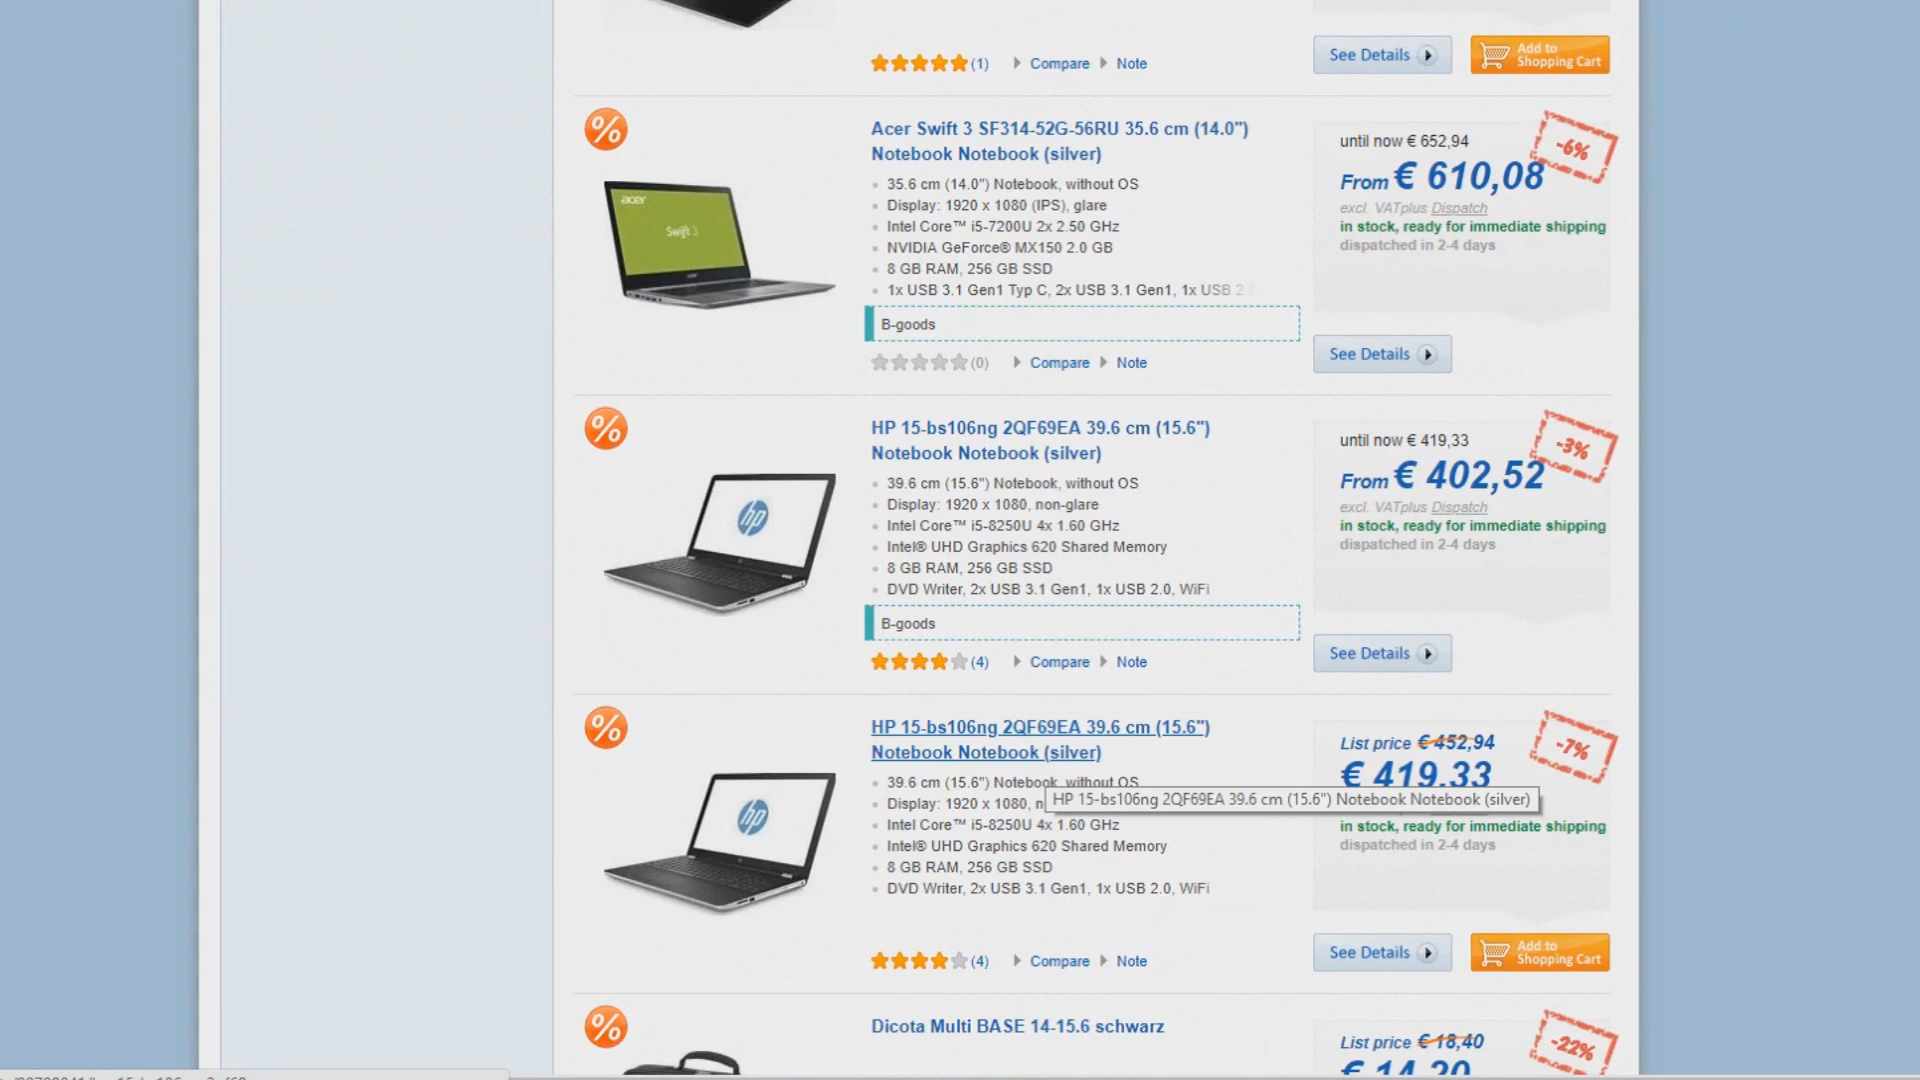 (1) Compare Note
See Details
Add to
Shopping Cart
%
Acer Swift 3 SF314-52G-56RU 35.6 cm (14.0")
Notebook Notebook (silver)
35.6 cm (14.0") Notebook, without OS
Display: 1920 x 1080 (IPS), glare
Intel Core™ i5-7200U 2x 2.50 GHz
NVIDIA GeForce® MX150 2.0 GB
8 GB RAM, 256 GB SSD
1x USB 3.1 Gen1 Typ C, 2x USB 3.1 Gen1, 1x USB
B-goods
(0) Compare Note
acer
Swift 3
until now € 652,94
-6%
From € 610,08
excl. VATplus Dispatch
in stock, ready for immediate shipping
dispatched in 2-4 days
See Details
%
HP 15-bs106ng 2QF69EA 39.6 cm (15.6")
Notebook Notebook (silver)
39.6 cm (15.6") Notebook, without OS
Display: 1920 x 1080, non-glare
Intel Core™ i5-8250U 4x 1.60 GHz
Intel® UHD Graphics 620 Shared Memory
8 GB RAM, 256 GB SSD
DVD Writer, 2x USB 3.1 Gen1, 1x USB 2.0, WiFi
B-goods
(4) Compare Note
hp
until now € 419,33
-3%
From € 402,52
excl. VATplus Dispatch
in stock, ready for immediate shipping
dispatched in 2-4 days
See Details
%
HP 15-bs106ng 2QF69EA 39.6 cm (15.6")
Notebook Notebook (silver)
39.6 cm (15.6") Notebook, without OS
Display: 1920 x 1080,
HP 15-bs106ng 2QF69EA 39.6 cm (15.6") Notebook Notebook (silver)
Intel Core™ i5-8250U 4x 1.60 GHz
Intel® UHD Graphics 620 Shared Memory
8 GB RAM, 256 GB SSD
DVD Writer, 2x USB 3.1 Gen1, 1x USB 2.0, WiFi
(4) Compare Note
hp
List price € 452,94
-7%
€ 419,33
in stock, ready for immediate shipping
dispatched in 2-4 days
See Details
Add to
Shopping Cart
%
Dicota Multi BASE 14-15.6 schwarz
List price € 18,40
-22%
€ 14,20